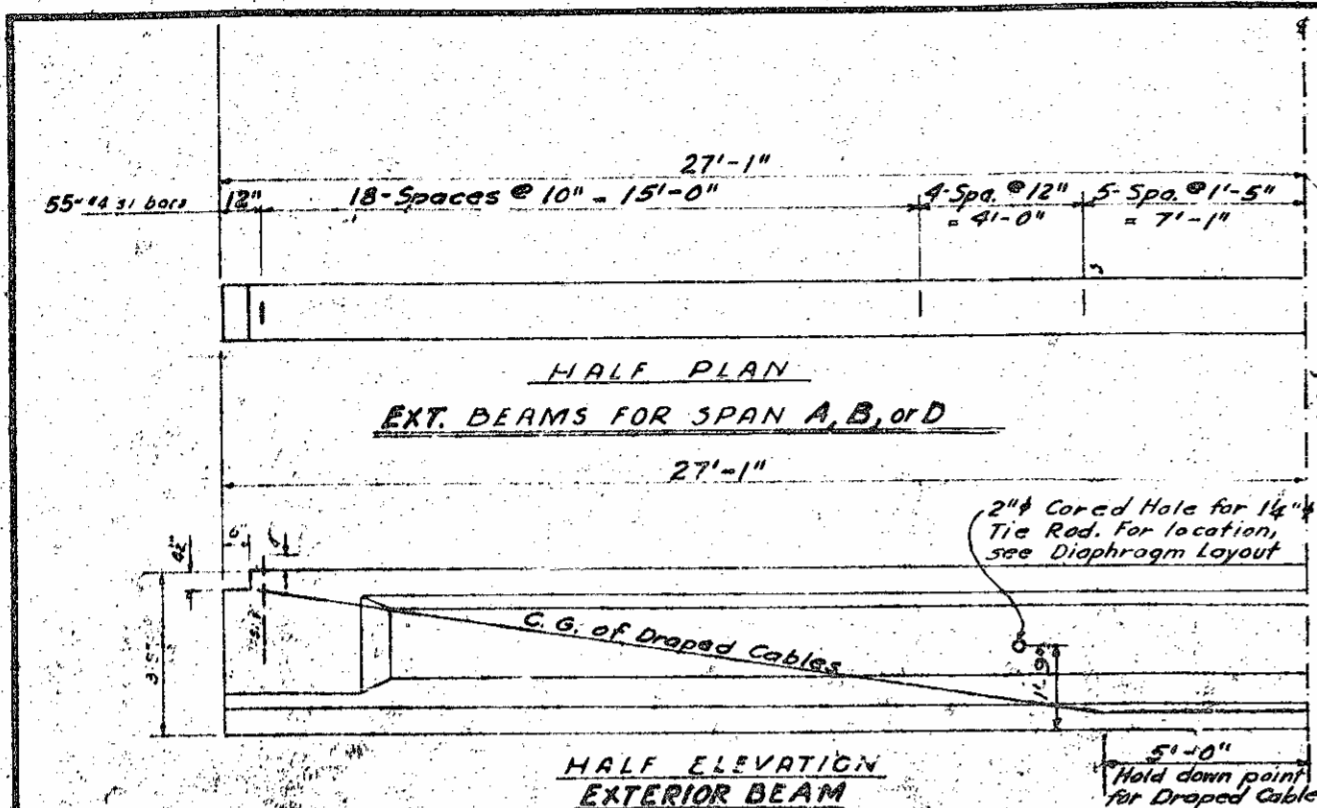 27'-1"
55-#4 s1 bars 12" 18-Spaces @ 10" = 15'-0" 4-Spa. @ 12" = 4'-0" 5-Spa. @ 1'-5" = 7'-1"
HALF PLAN
EXT. BEAMS FOR SPAN A, B, or D
27'-1"
2"ϕ Cored Hole for 1¼"ϕ
Tie Rod. For location,
see Diaphragm Layout
6"
C. G. of Draped Cables
1'-9"
HALF ELEVATION
EXTERIOR BEAM
5'-0"
Hold down point
for Draped Cable